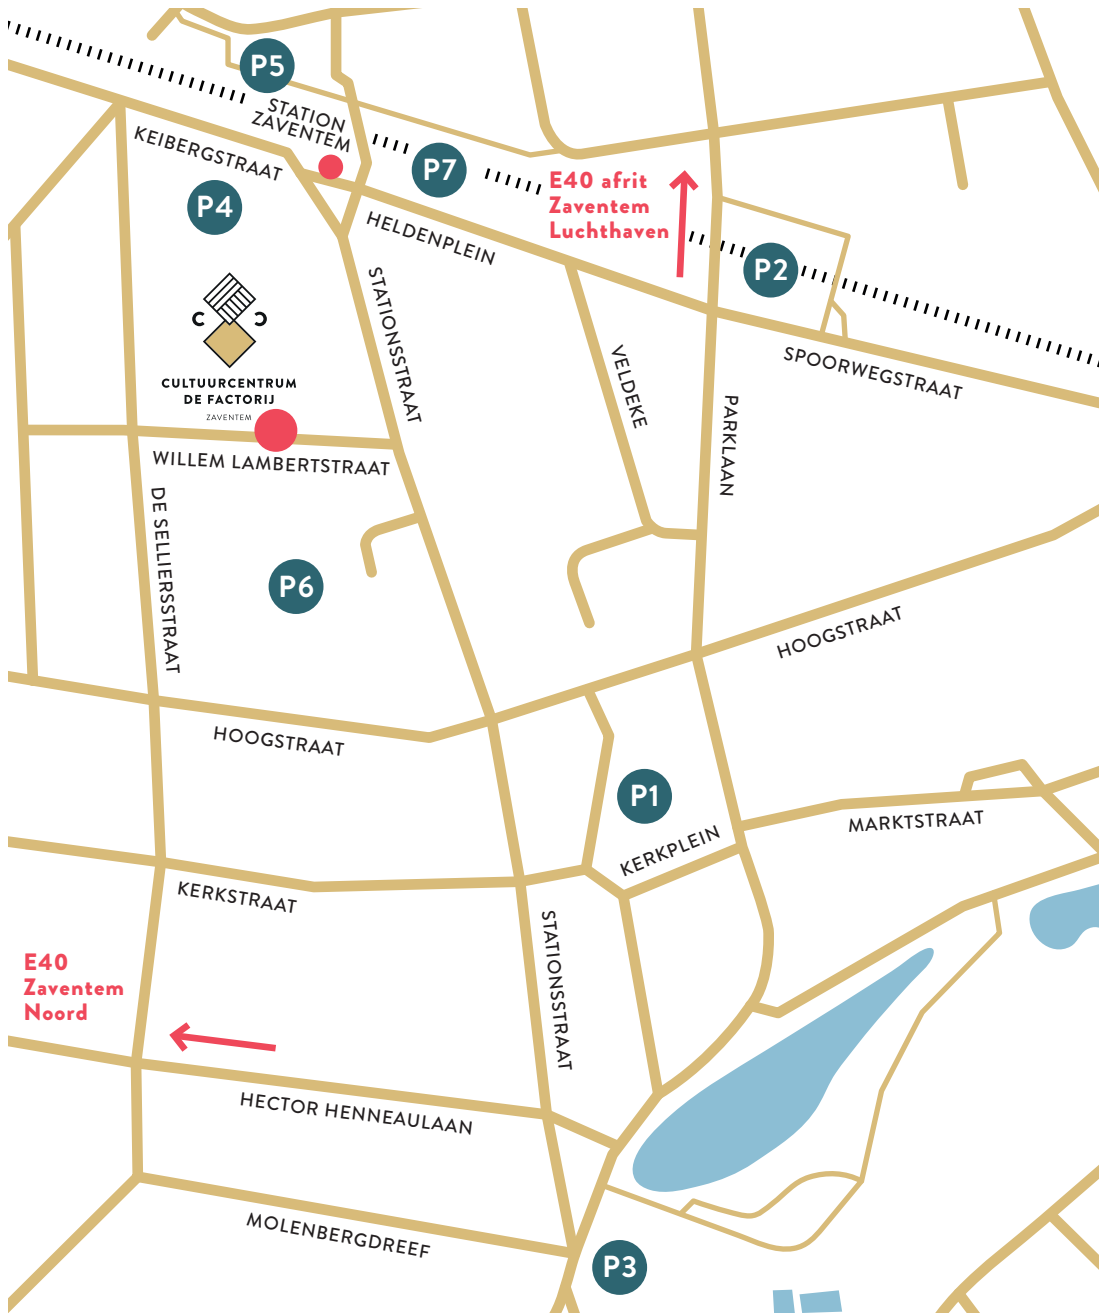 P5
STATION
ZAVENTEM
KEIBERGSTRAAT
P7
E40 afrit
Zaventem
Luchthaven
P4
HELDENPLEIN
P2
STATIONSSTRAAT
CULTUURCENTRUM
DE FACTORIJ
ZAVENTEM
VELDEKE
SPOORWEGSTRAAT
PARKLAAN
WILLEM LAMBERTSTRAAT
DE SELLIERSSTRAAT
P6
HOOGSTRAAT
HOOGSTRAAT
P1
MARKTSTRAAT
KERKPLEIN
KERKSTRAAT
STATIONSSTRAAT
E40
Zaventem
Noord
HECTOR HENNEAULAAN
MOLENBERGDREEF
P3